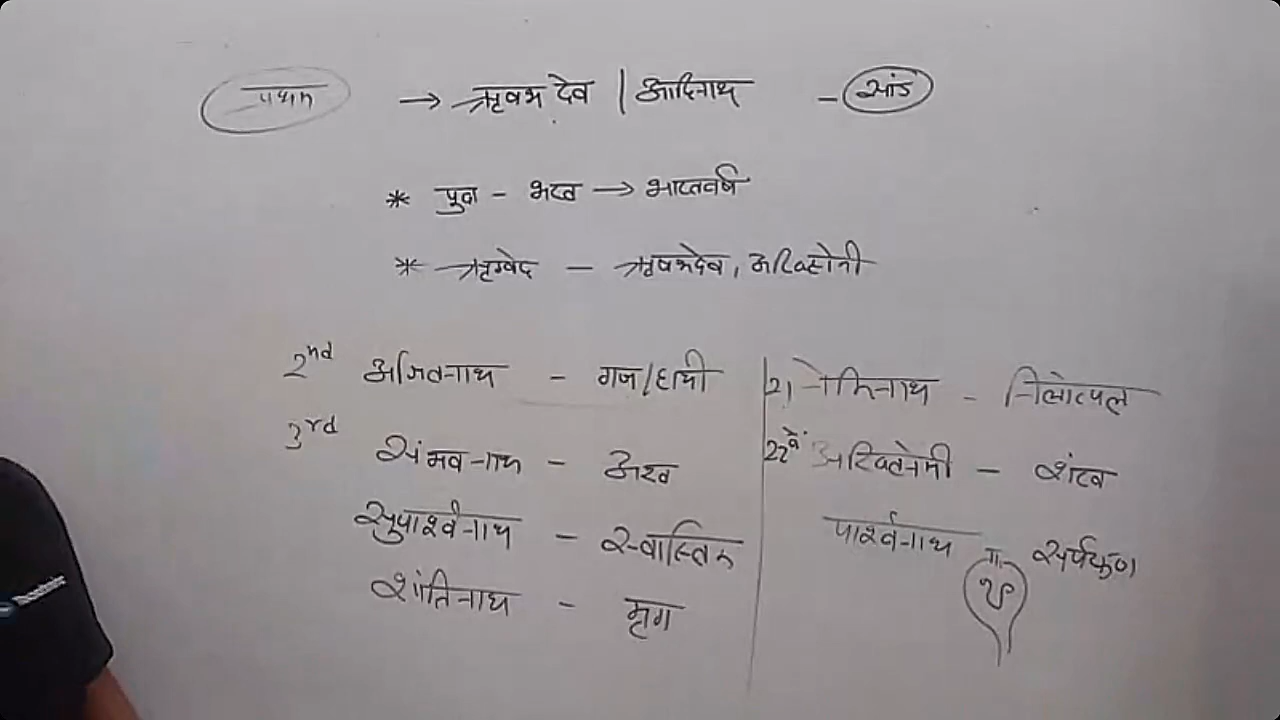 प्रथम → ऋषभ देव | आदिनाथ - सांड
* पुत्र - भरत → भारतवर्ष
* ऋग्वेद - ऋषभदेव, अरिष्टनेमी
2nd अजितनाथ - गज/हाथी
3rd संभवनाथ - अश्व
सुपार्श्वनाथ - स्वास्तिक
शांतिनाथ - मृग
21 नेमिनाथ - निलोत्पल
22वें अरिष्टनेमी - शंख
पार्श्वनाथ - सर्पफण